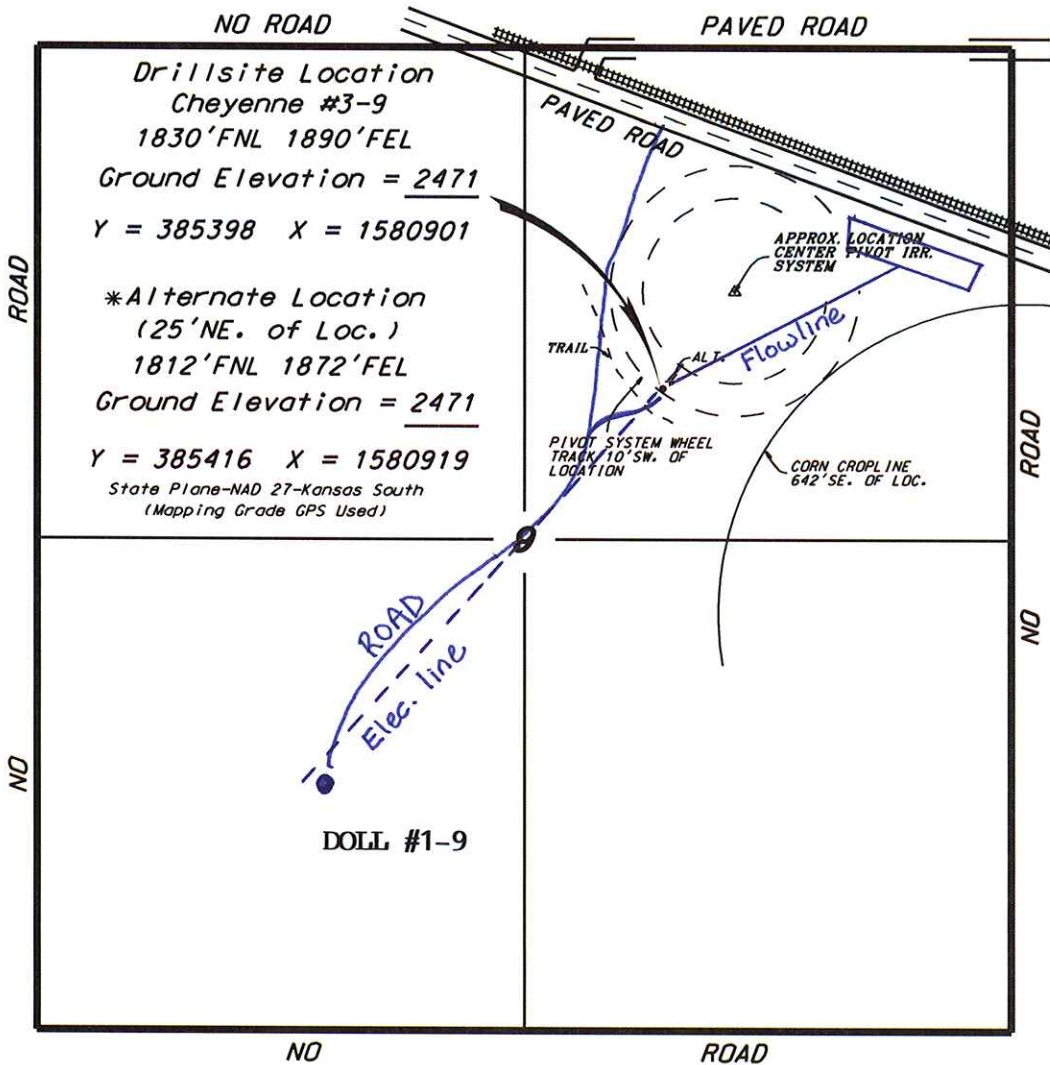 NO ROAD
PAVED ROAD
Drillsite Location
Cheyenne #3-9
1830'FNL 1890'FEL
Ground Elevation = 2471
Y = 385398 X = 1580901
*Alternate Location
(25'NE. of Loc.)
1812'FNL 1872'FEL
Ground Elevation = 2471
Y = 385416 X = 1580919
State Plane-NAD 27-Kansas South
(Mapping Grade GPS Used)
PAVED ROAD
APPROX. LOCATION
CENTER PIVOT IRR.
SYSTEM
TRAIL
ALT.
Flowline
PIVOT SYSTEM WHEEL
TRACK 10'SW. OF
LOCATION
CORN CROPLINE
642'SE. OF LOC.
9
ROAD
Elec. line
DOLL #1-9
ROAD
NO
ROAD
NO
NO
ROAD